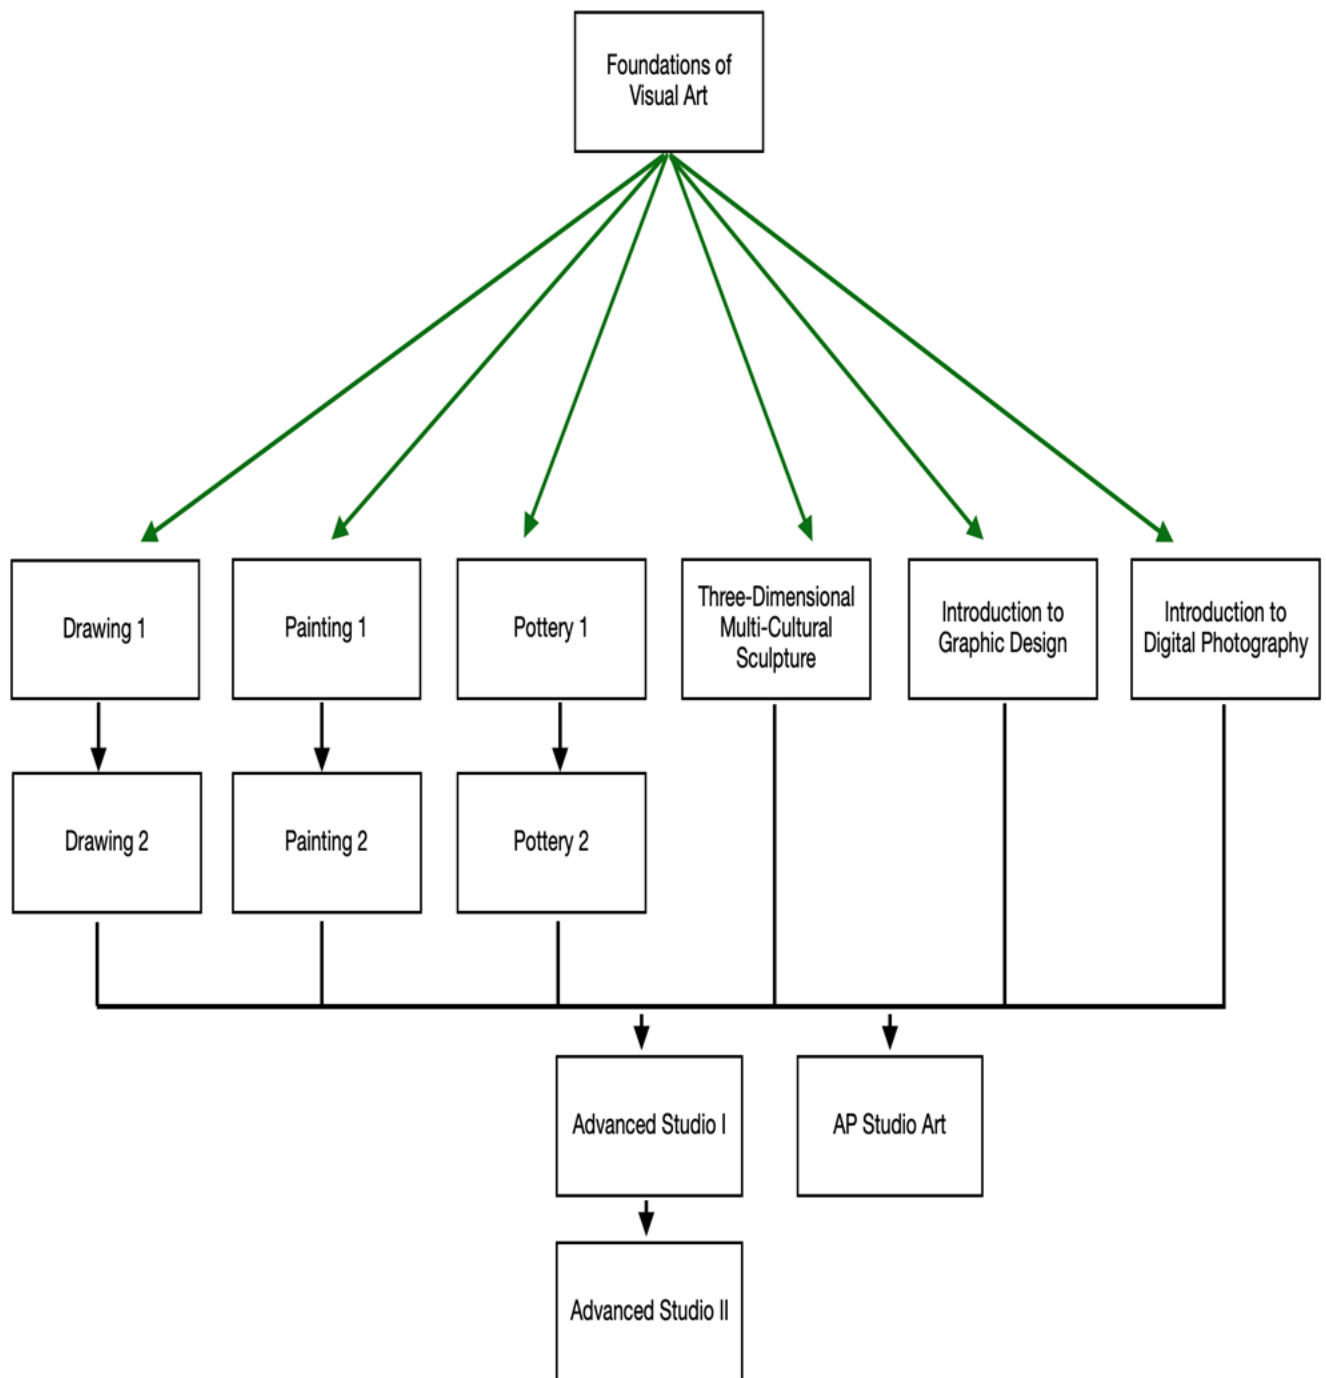 Foundations of
Visual Art
Drawing 1
Painting 1
Pottery 1
Three-Dimensional
Multi-Cultural
Sculpture
Introduction to
Graphic Design
Introduction to
Digital Photography
Drawing 2
Painting 2
Pottery 2
Advanced Studio I
AP Studio Art
Advanced Studio II